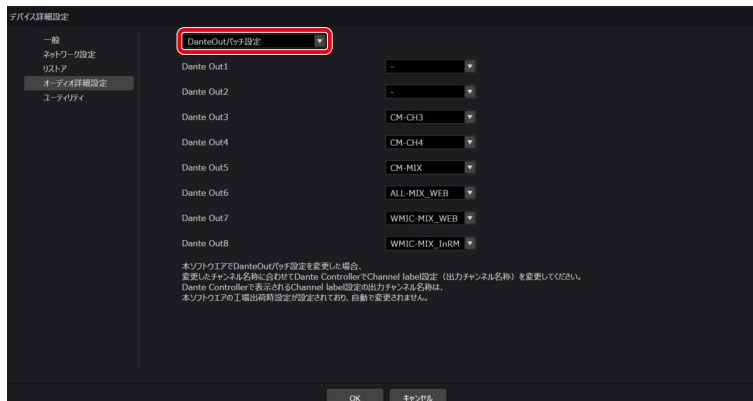 デバイス詳細設定
一般
ネットワーク設定
リストア
オーディオ詳細設定
ユーティリティ
DanteOutパッチ設定
Dante Out1 -
Dante Out2 -
Dante Out3 CM-CH3
Dante Out4 CM-CH4
Dante Out5 CM-MIX
Dante Out6 ALL-MIX_WEB
Dante Out7 WMIC-MIX_WEB
Dante Out8 WMIC-MIX_InRM
本ソフトウエアでDanteOutパッチ設定を変更した場合、
変更したチャンネル名称に合わせてDante ControllerでChannel label設定（出力チャンネル名称）を変更してください。
Dante Controllerで表示されるChannel label設定の出力チャンネル名称は、
本ソフトウエアの工場出荷時設定が設定されており、自動で変更されません。
OK キャンセル